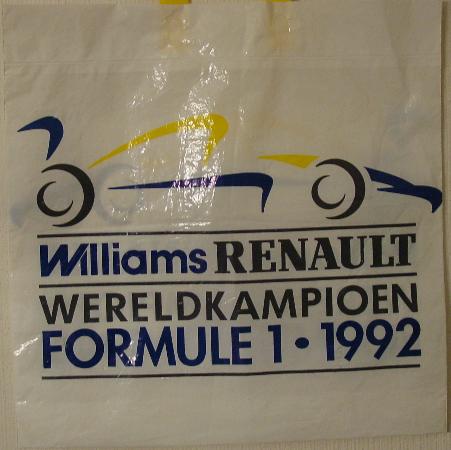 Williams RENAULT
WERELDKAMPIOEN
FORMULE 1 • 1992